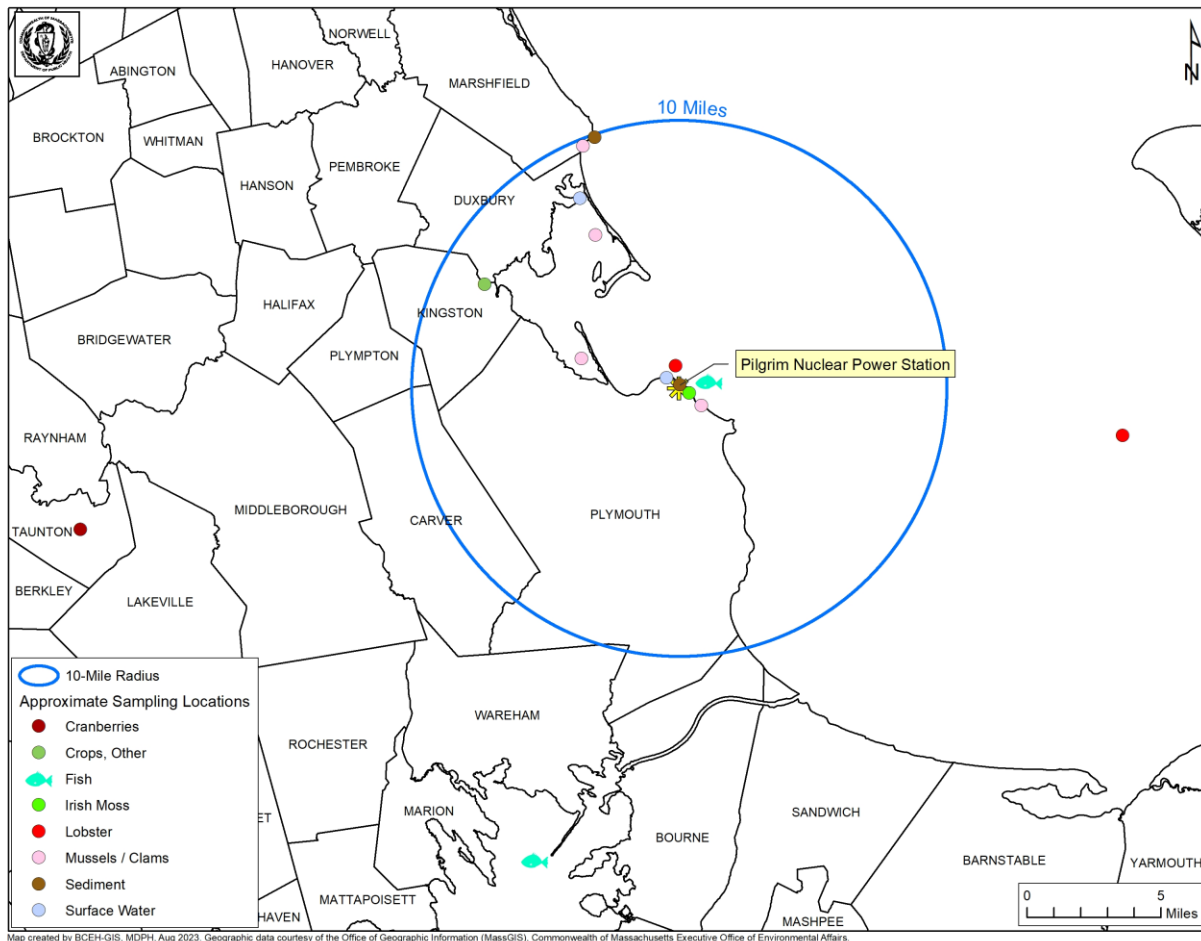 NORWELL
HANOVER
ABINGTON
MARSHFIELD
10 Miles
N
BROCKTON
WHITMAN
PEMBROKE
HANSON
DUXBURY
HALIFAX
KINGSTON
BRIDGEWATER
PLYMPTON
Pilgrim Nuclear Power Station
RAYNHAM
MIDDLEBOROUGH
PLYMOUTH
CARVER
TAUNTON
BERKLEY
LAKEVILLE
10-Mile Radius
Approximate Sampling Locations
Cranberries
Crops, Other
Fish
Irish Moss
Lobster
Mussels / Clams
Sediment
Surface Water
WAREHAM
ROCHESTER
MARION
SANDWICH
ET
BOURNE
BARNSTABLE
YARMOUTH
MATTAPOISETT
HAVEN
MASHPEE
0 5
Miles
Map created by BCEH-GIS, MDPH, Aug 2023. Geographic data courtesy of the Office of Geographic Information (MassGIS), Commonwealth of Massachusetts Executive Office of Environmental Affairs.